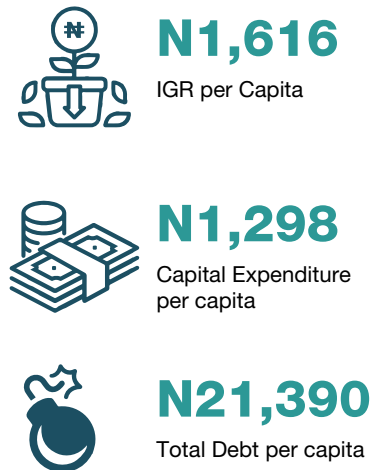 ₦
N1,616
IGR per Capita
N1,298
Capital Expenditure
per capita
N21,390
Total Debt per capita